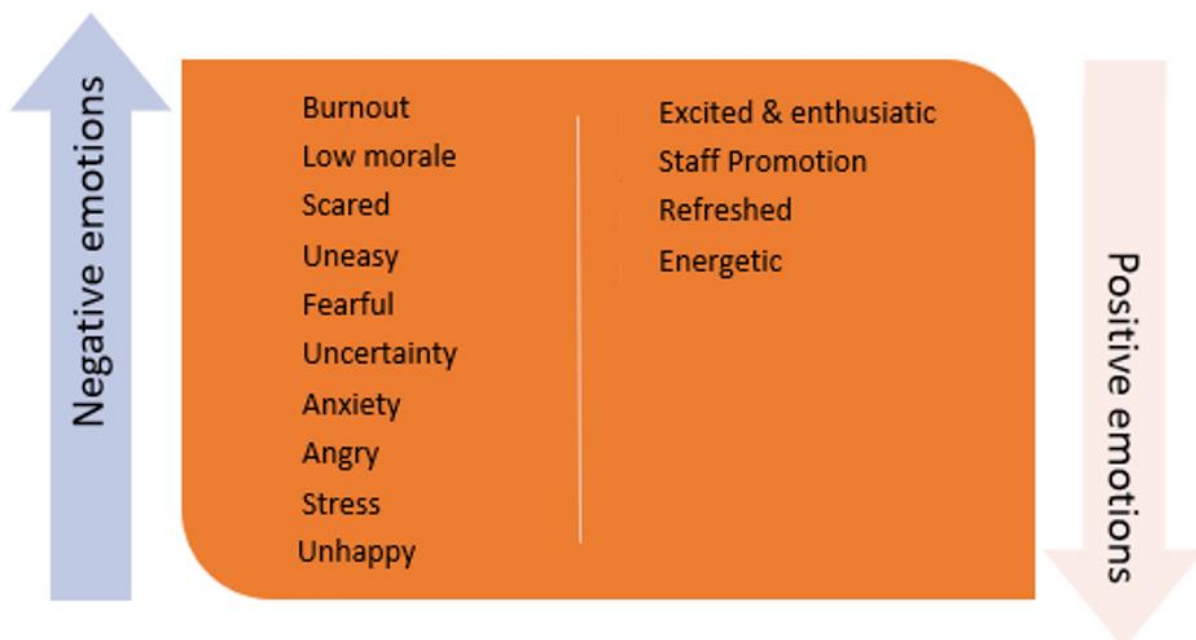 Negative emotions
Burnout
Low morale
Scared
Uneasy
Fearful
Uncertainty
Anxiety
Angry
Stress
Unhappy
Excited & enthusiatic
Staff Promotion
Refreshed
Energetic
Positive emotions